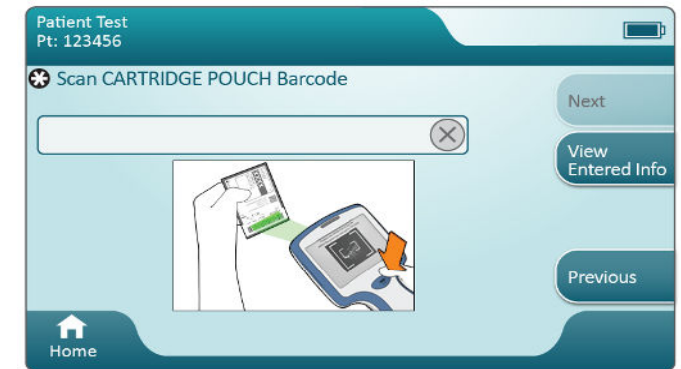 Patient Test
Pt: 123456
Scan CARTRIDGE POUCH Barcode
Next
View
Entered Info
Previous
Home